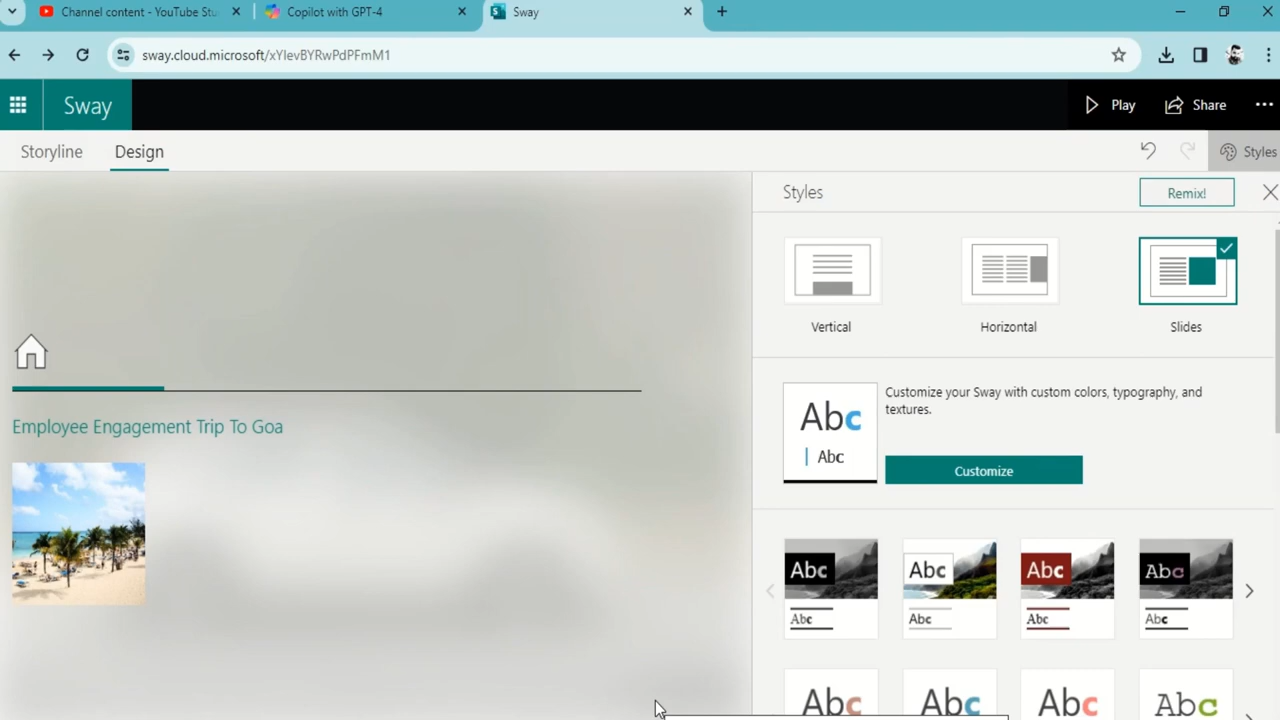 Channel content - YouTube Stu
Copilot with GPT-4
Sway
sway.cloud.microsoft/xYlevBYRwPdPFmM1
Sway
Play
Share
Storyline
Design
Styles
Styles
Remix!
Vertical
Horizontal
Slides
Abc
Abc
Customize your Sway with custom colors, typography, and
textures.
Customize
Employee Engagement Trip To Goa
Abc
Abc
Abc
Abc
Abc
Abc
Abc
Abc
Abc
Abc
Abc
Abc